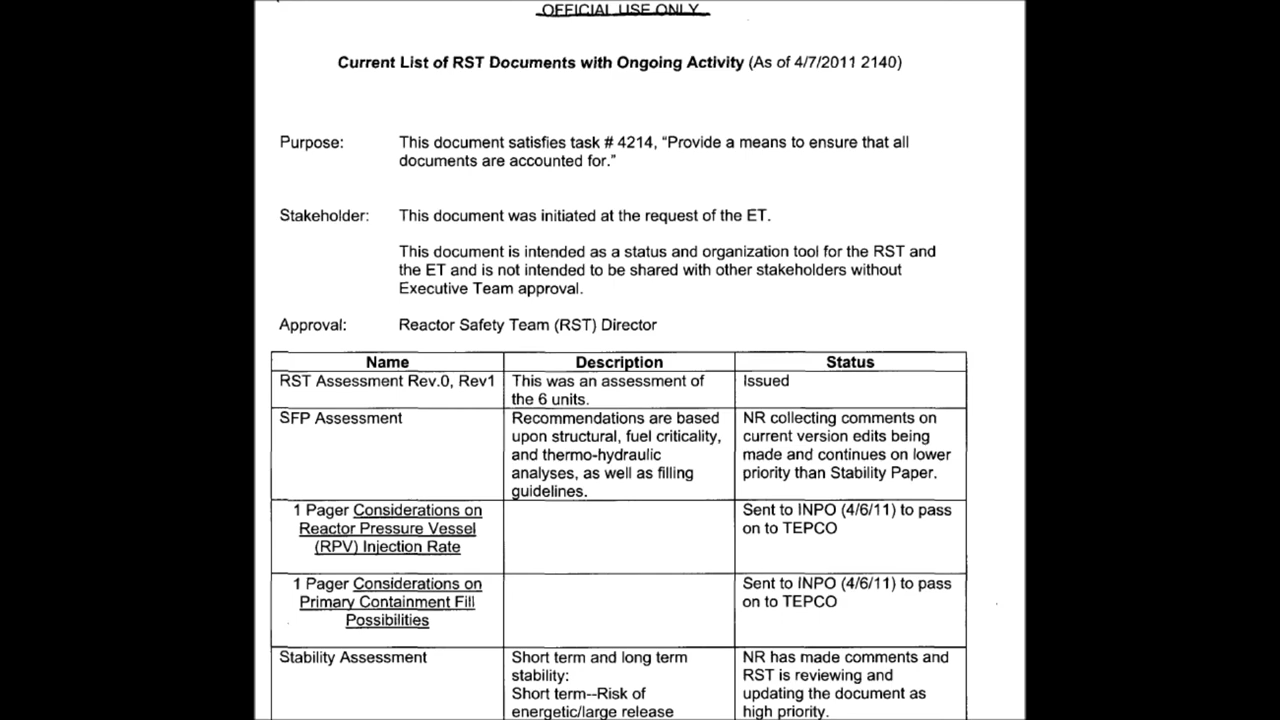 OFFICIAL USE ONLY
Current List of RST Documents with Ongoing Activity (As of 4/7/2011 2140)
Purpose: This document satisfies task # 4214, “Provide a means to ensure that all
documents are accounted for.”
Stakeholder: This document was initiated at the request of the ET.
This document is intended as a status and organization tool for the RST and
the ET and is not intended to be shared with other stakeholders without
Executive Team approval.
Approval: Reactor Safety Team (RST) Director
Name Description Status
RST Assessment Rev.0, Rev1
This was an assessment of
the 6 units.
Issued
SFP Assessment
Recommendations are based
upon structural, fuel criticality,
and thermo-hydraulic
analyses, as well as filling
guidelines.
NR collecting comments on
current version edits being
made and continues on lower
priority than Stability Paper.
1 Pager Considerations on
Reactor Pressure Vessel
(RPV) Injection Rate
Sent to INPO (4/6/11) to pass
on to TEPCO
1 Pager Considerations on
Primary Containment Fill
Possibilities
Sent to INPO (4/6/11) to pass
on to TEPCO
Stability Assessment
Short term and long term
stability:
Short term--Risk of
energetic/large release
NR has made comments and
RST is reviewing and
updating the document as
high priority.